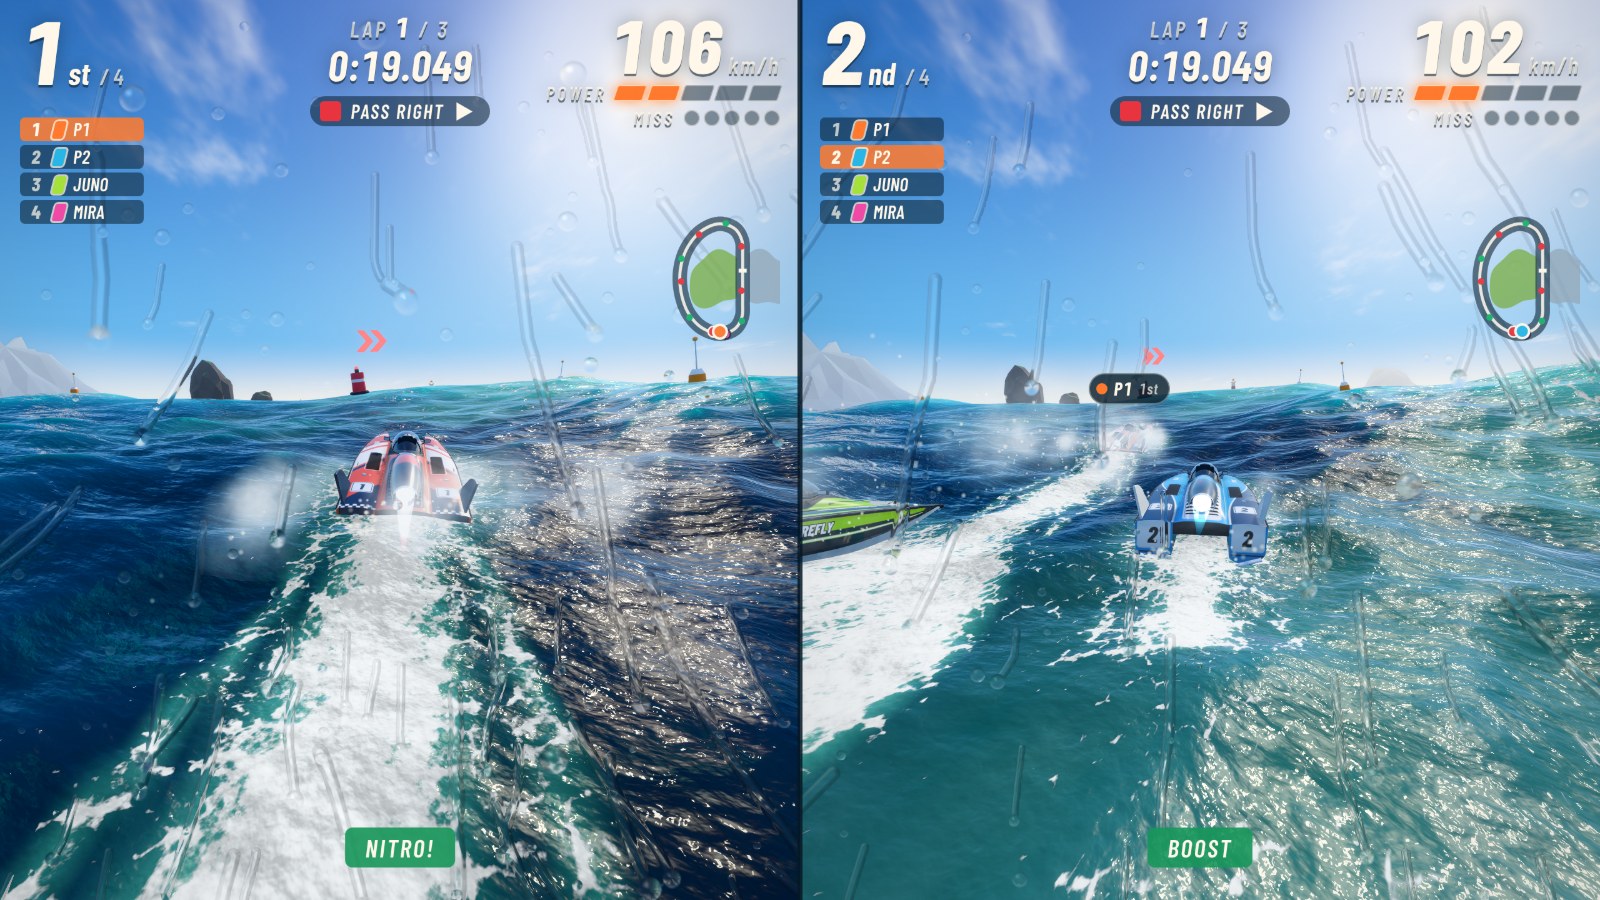 1st / 4
LAP 1 / 3
0:19.049
PASS RIGHT
106 km/h
POWER
MISS
1 P1
2 P2
3 JUNO
4 MIRA
1
NITRO!
2nd / 4
LAP 1 / 3
0:19.049
PASS RIGHT
102 km/h
POWER
MISS
1 P1
2 P2
3 JUNO
4 MIRA
P1 1st
REFLY
2 2
BOOST